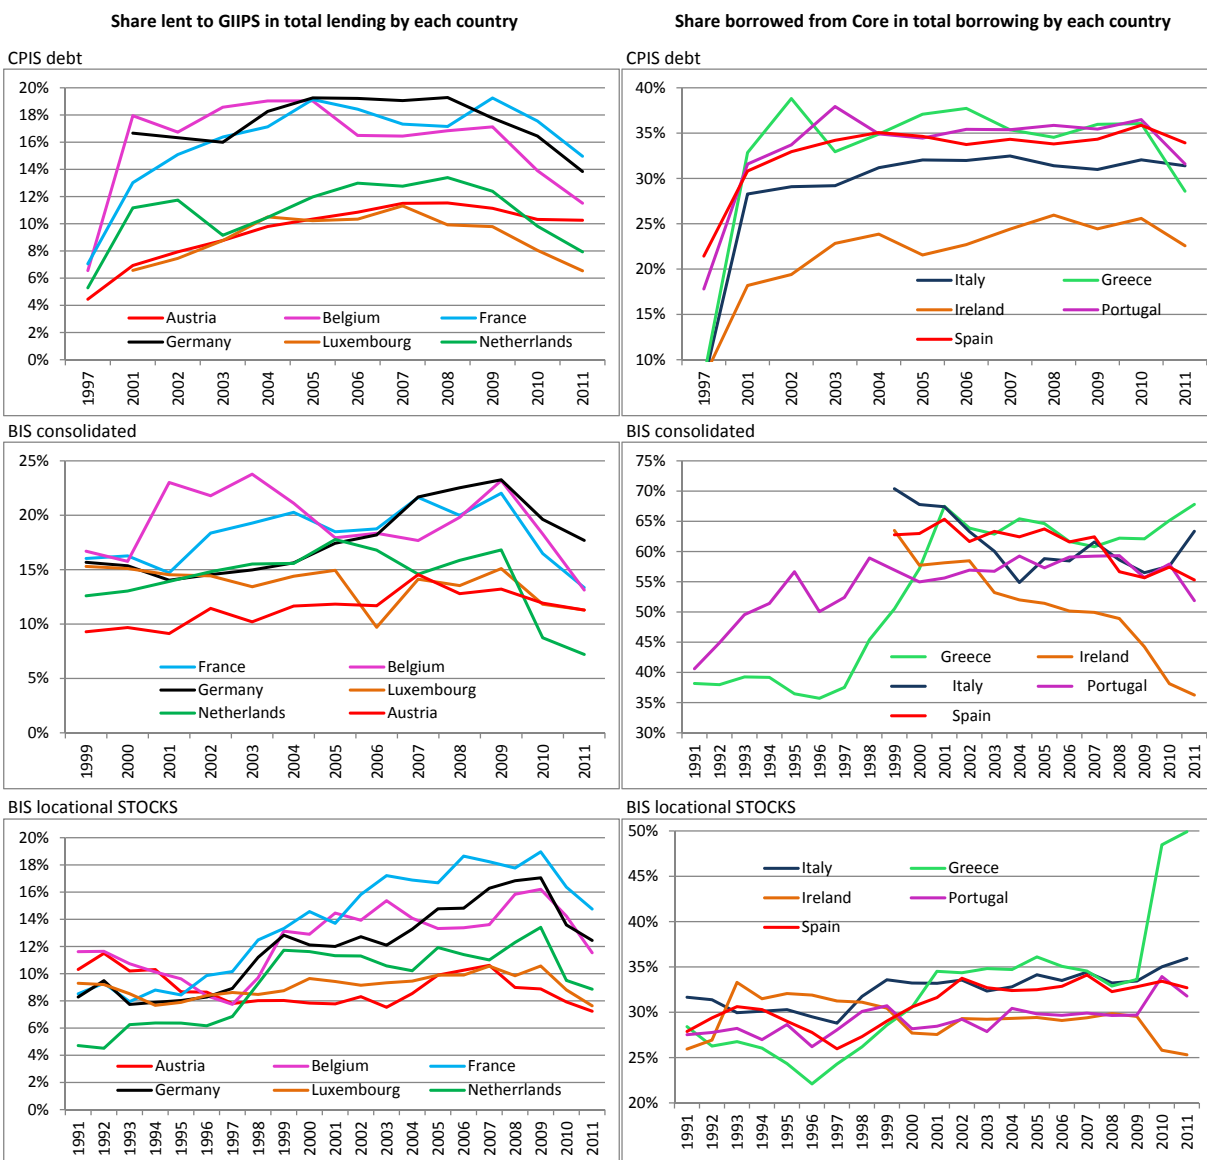 Share lent to GIIPS in total lending by each country
Share borrowed from Core in total borrowing by each country
CPIS debt
20%
18%
16%
14%
12%
10%
8%
6%
4%
2%
0%
Austria Belgium France
Germany Luxembourg Netherrlands
1997 2001 2002 2003 2004 2005 2006 2007 2008 2009 2010 2011
CPIS debt
40%
35%
30%
25%
20%
15%
10%
Italy Greece
Ireland Portugal
Spain
1997 2001 2002 2003 2004 2005 2006 2007 2008 2009 2010 2011
BIS consolidated
25%
20%
15%
10%
5%
0%
France Belgium
Germany Luxembourg
Netherlands Austria
1999 2000 2001 2002 2003 2004 2005 2006 2007 2008 2009 2010 2011
BIS consolidated
75%
70%
65%
60%
55%
50%
45%
40%
35%
30%
Greece Ireland
Italy Portugal
Spain
1991 1992 1993 1994 1995 1996 1997 1998 1999 2000 2001 2002 2003 2004 2005 2006 2007 2008 2009 2010 2011
BIS locational STOCKS
20%
18%
16%
14%
12%
10%
8%
6%
4%
2%
0%
Austria Belgium France
Germany Luxembourg Netherrlands
1991 1992 1993 1994 1995 1996 1997 1998 1999 2000 2001 2002 2003 2004 2005 2006 2007 2008 2009 2010 2011
BIS locational STOCKS
50%
45%
40%
35%
30%
25%
20%
Italy Greece
Ireland Portugal
Spain
1991 1992 1993 1994 1995 1996 1997 1998 1999 2000 2001 2002 2003 2004 2005 2006 2007 2008 2009 2010 2011